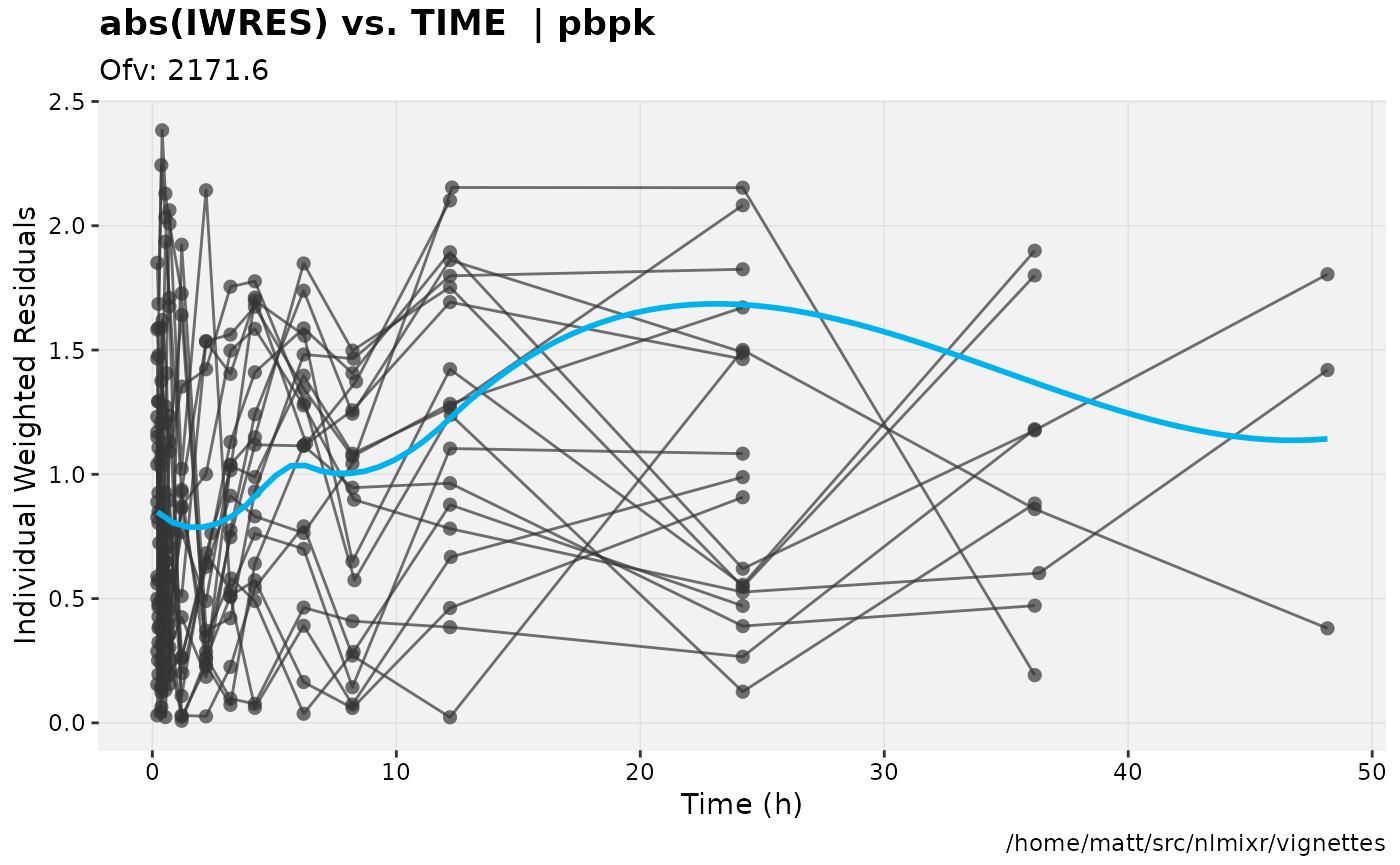 abs(IWRES) vs. TIME | pbpk
Ofv: 2171.6
2.5
2.0
1.5
1.0
0.5
0.0
Individual Weighted Residuals
0 10 20 30 40 50
Time (h)
/home/matt/src/nlmixr/vignettes